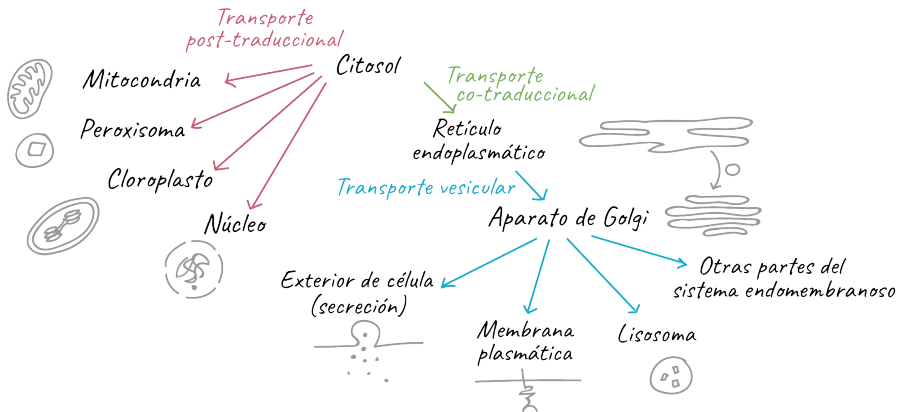 Transporte
post-traduccional
Citosol
Mitocondria
Transporte
co-traduccional
Peroxisoma
Retículo
endoplasmático
Cloroplasto
Transporte vesicular
Núcleo
Aparato de Golgi
Exterior de célula
(secreción)
Otras partes del
sistema endomembranoso
Membrana
plasmática
Lisosoma